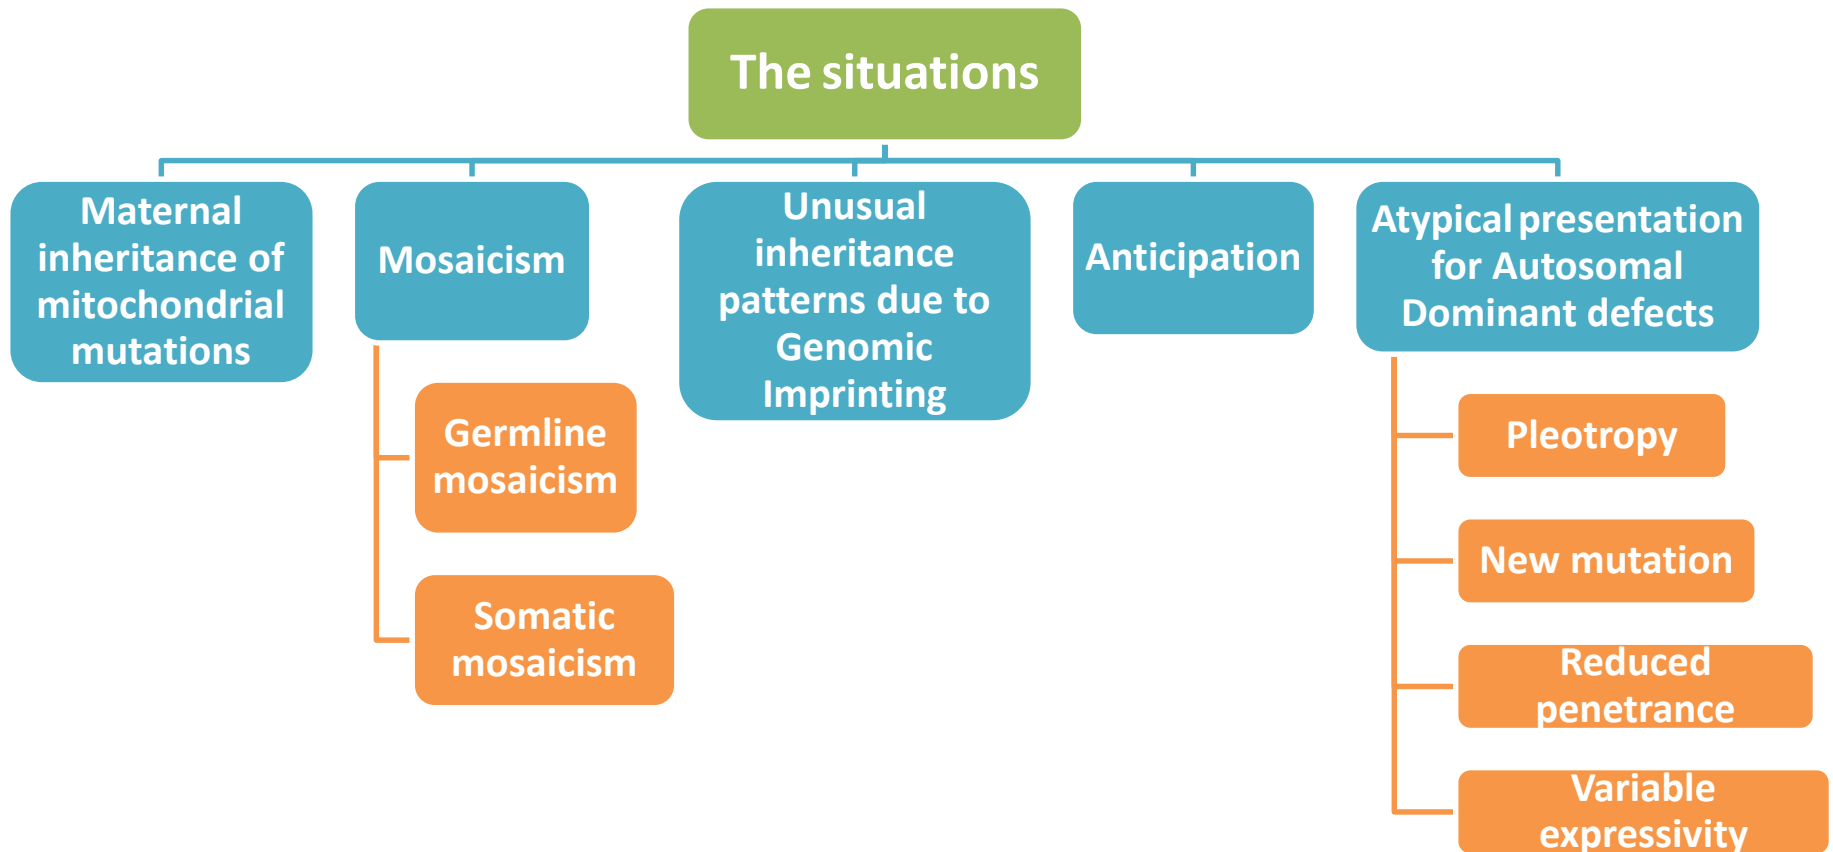 The situations
Maternal
inheritance of
mitochondrial
mutations
Mosaicism
Germline
mosaicism
Somatic
mosaicism
Unusual
inheritance
patterns due to
Genomic
Imprinting
Anticipation
Atypical presentation
for Autosomal
Dominant defects
Pleotropy
New mutation
Reduced
penetrance
Variable
expressivity